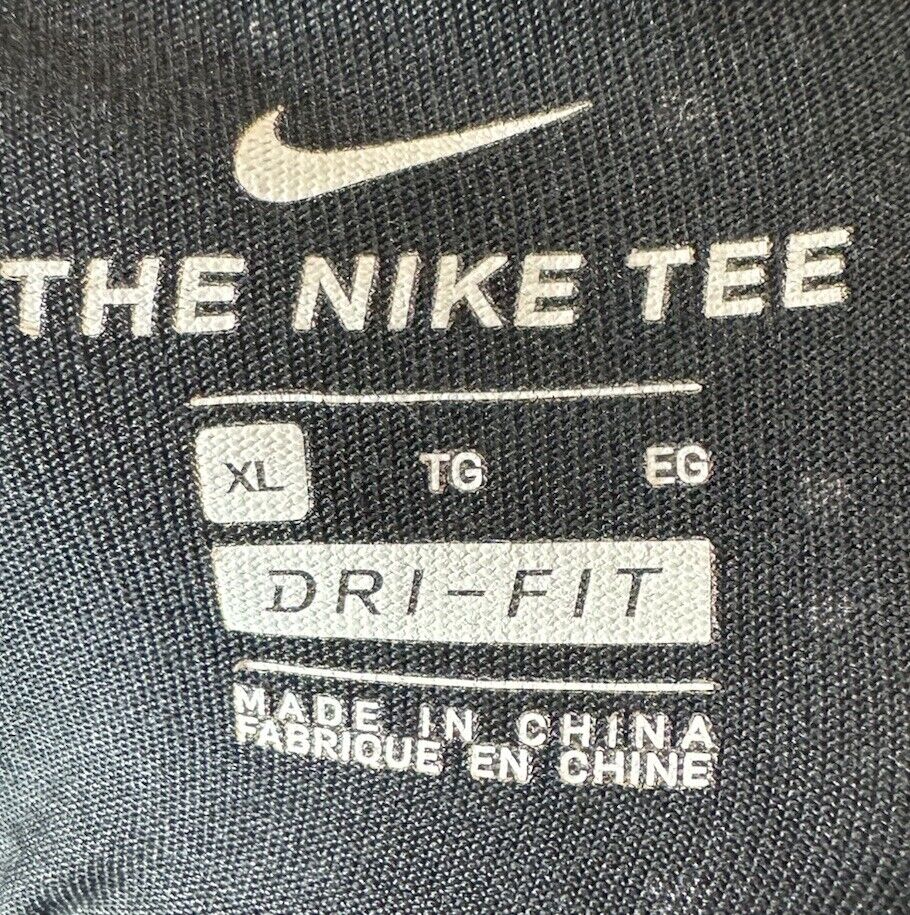 THE NIKE TEE
XL TG EG
DRI-FIT
MADE IN CHINA
FABRIQUE EN CHINE